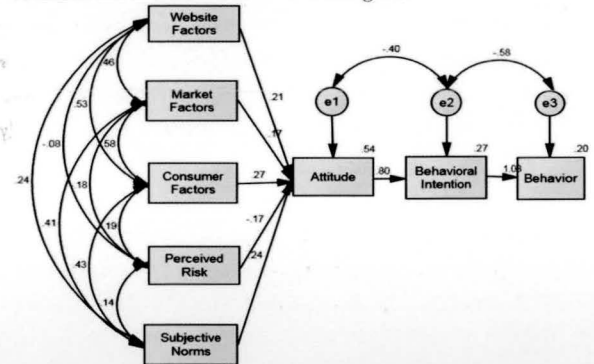 Website
Factors
-.40
-.58
.46
e1
e2
e3
Market
Factors
.21
.53
.17
-.08
.58
.54
.27
.20
.24
Consumer
Factors
.27
Attitude
.80
Behavioral
Intention
Behavior
.18
.41
.19
-.17
.43
Perceived
Risk
.24
.14
Subjective
Norms